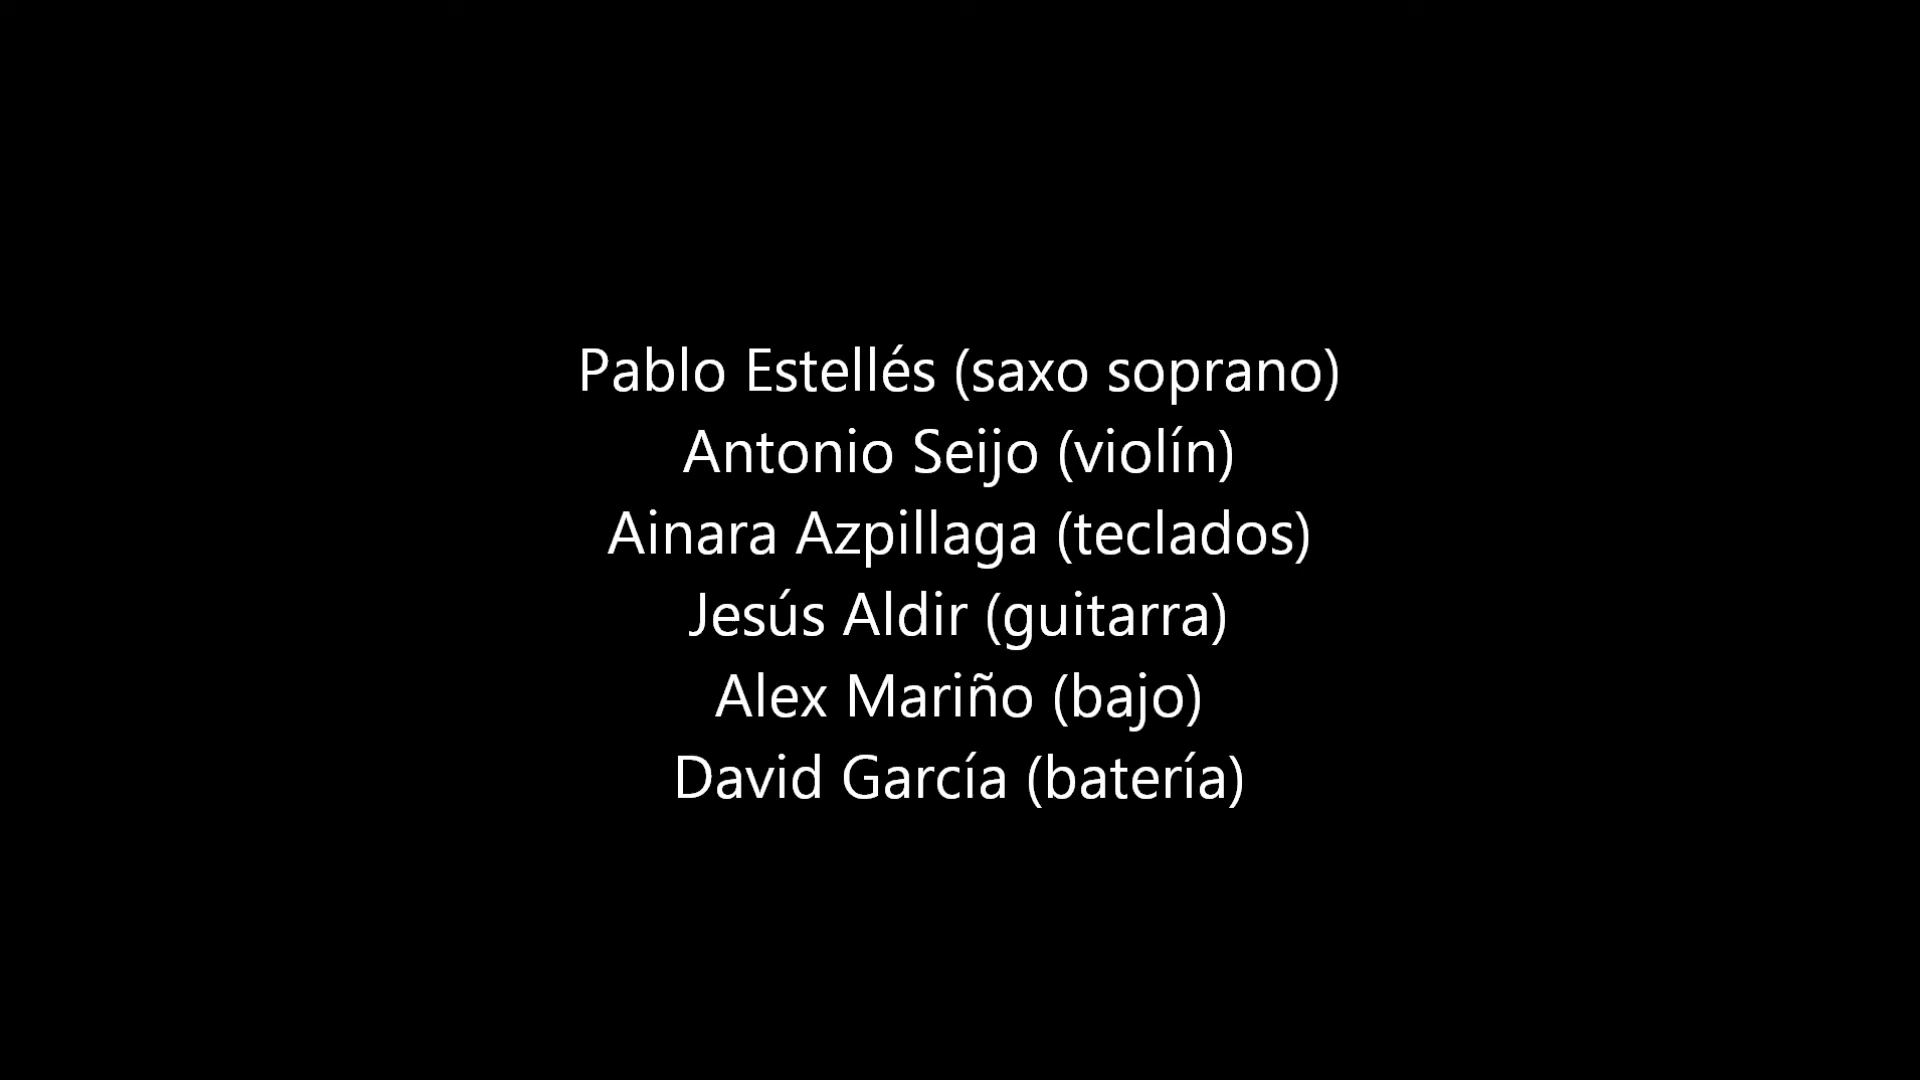 Pablo Estellés (saxo soprano)
Antonio Seijo (violín)
Ainara Azpillaga (teclados)
Jesús Aldir (guitarra)
Alex Mariño (bajo)
David García (batería)